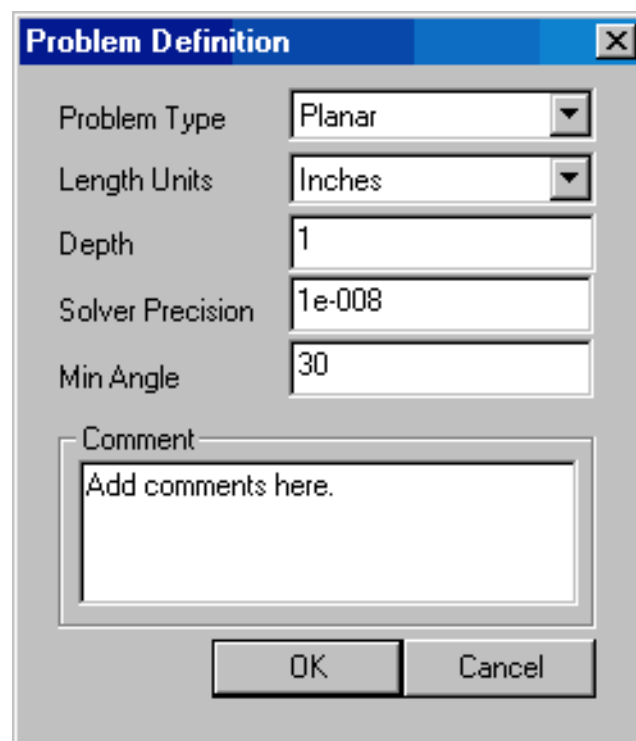 Problem Definition
Problem Type Planar
Length Units Inches
Depth 1
Solver Precision 1e-008
Min Angle 30
Comment
Add comments here.
OK Cancel